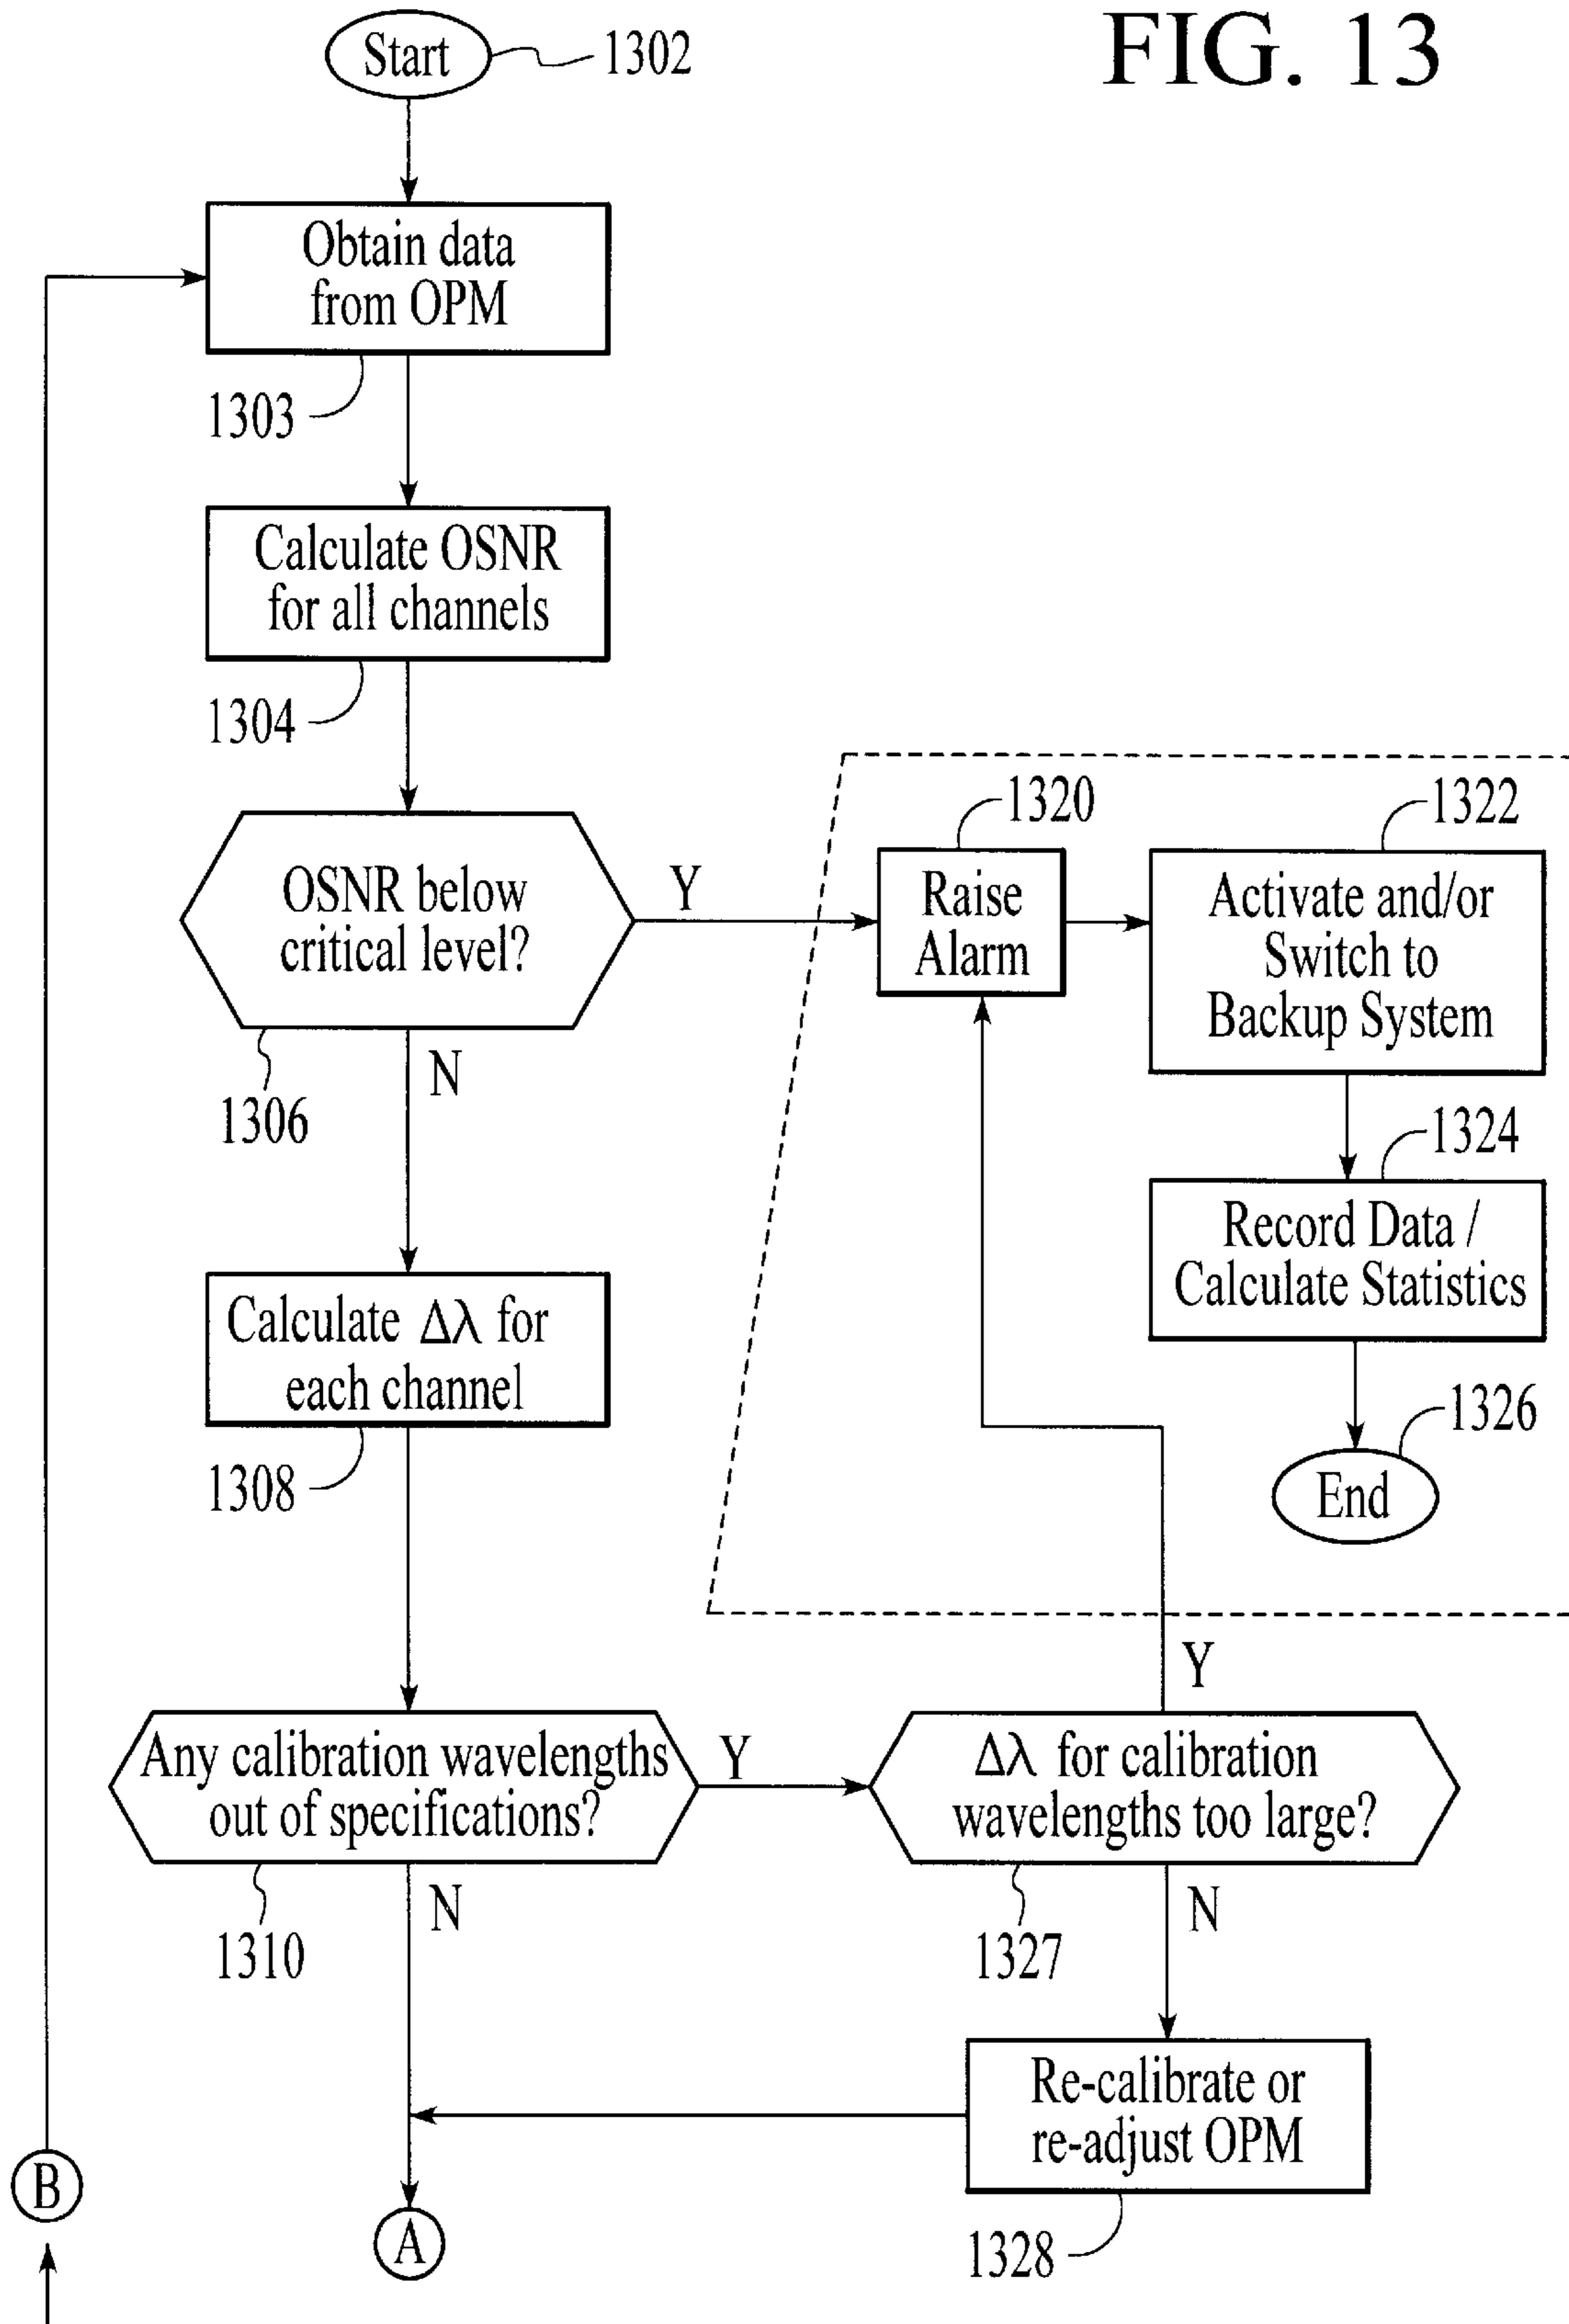 FIG. 13
Start
1302
Obtain data
from OPM
1303
Calculate OSNR
for all channels
1304
OSNR below
critical level?
Y
1306
N
1320
Raise
Alarm
1322
Activate and/or
Switch to
Backup System
1324
Record Data /
Calculate Statistics
1326
End
Calculate Δλ for
each channel
1308
Any calibration wavelengths
out of specifications?
Y
1310
N
Y
Δλ for calibration
wavelengths too large?
1327
N
Re-calibrate or
re-adjust OPM
1328
B
A